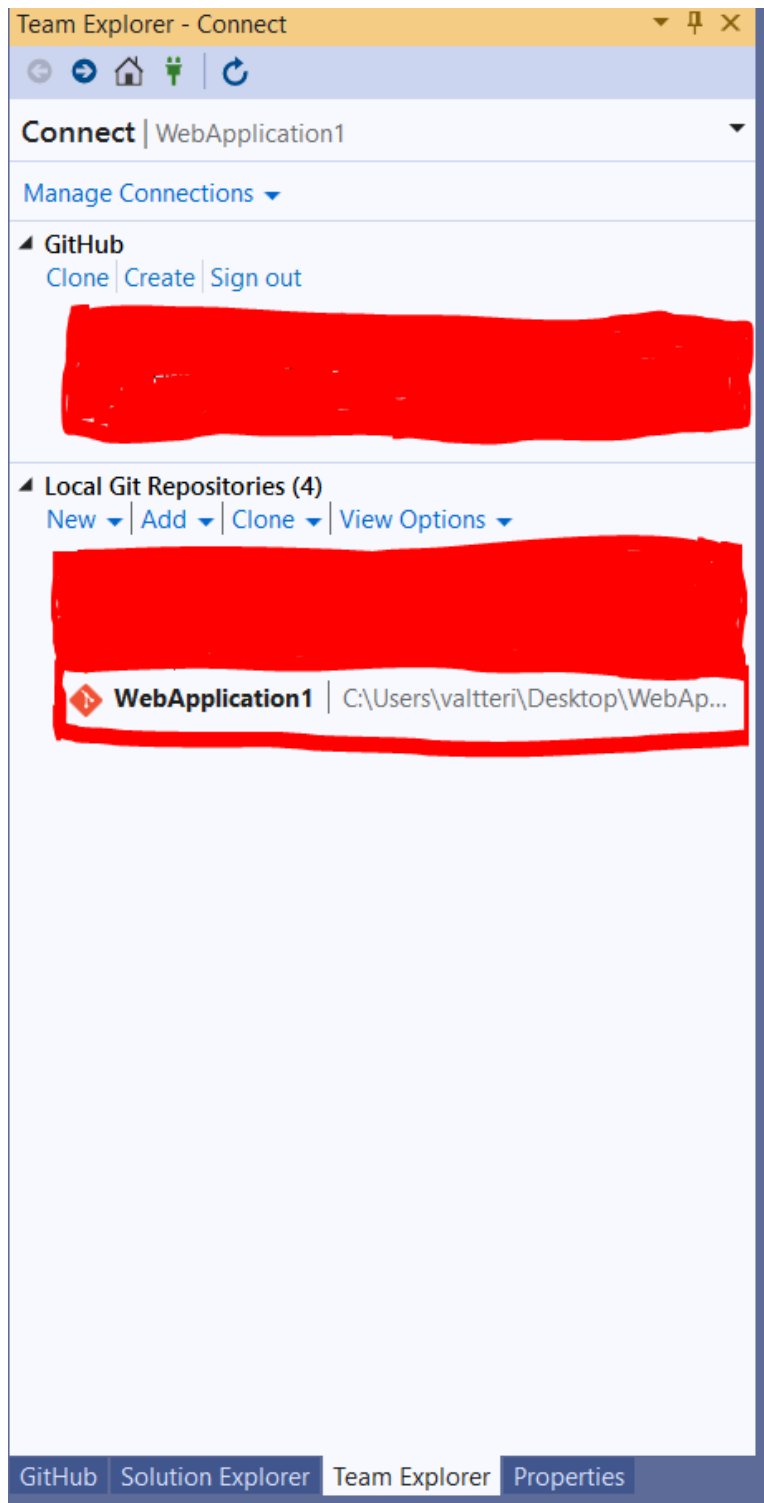 Team Explorer - Connect
Connect | WebApplication1
Manage Connections
GitHub
Clone Create Sign out
Local Git Repositories (4)
New Add Clone View Options
WebApplication1 C:\Users\valtteri\Desktop\WebAp...
GitHub Solution Explorer Team Explorer Properties